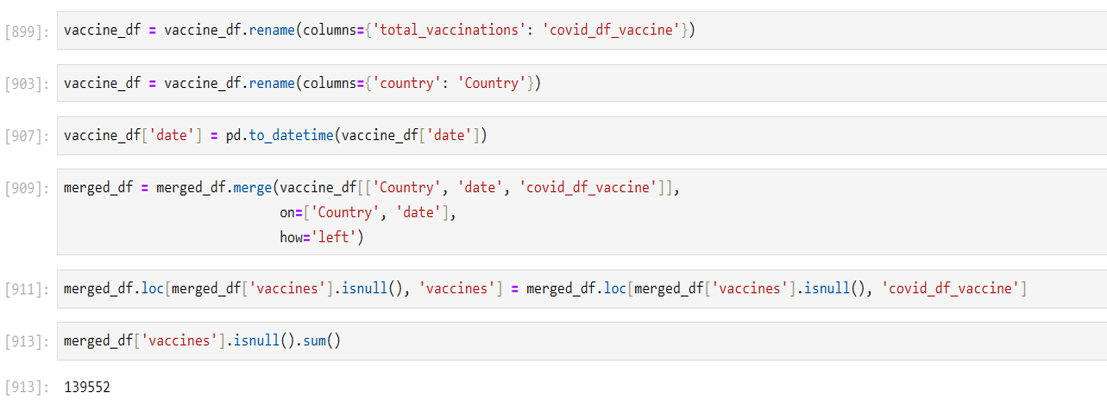 [899]: vaccine_df = vaccine_df.rename(columns={'total_vaccinations': 'covid_df_vaccine'})
[903]: vaccine_df = vaccine_df.rename(columns={'country': 'Country'})
[907]: vaccine_df['date'] = pd.to_datetime(vaccine_df['date'])
[909]: merged_df = merged_df.merge(vaccine_df[['Country', 'date', 'covid_df_vaccine']],
on=['Country', 'date'],
how='left')
[911]: merged_df.loc[merged_df['vaccines'].isnull(), 'vaccines'] = merged_df.loc[merged_df['vaccines'].isnull(), 'covid_df_vaccine']
[913]: merged_df['vaccines'].isnull().sum()
[913]: 139552